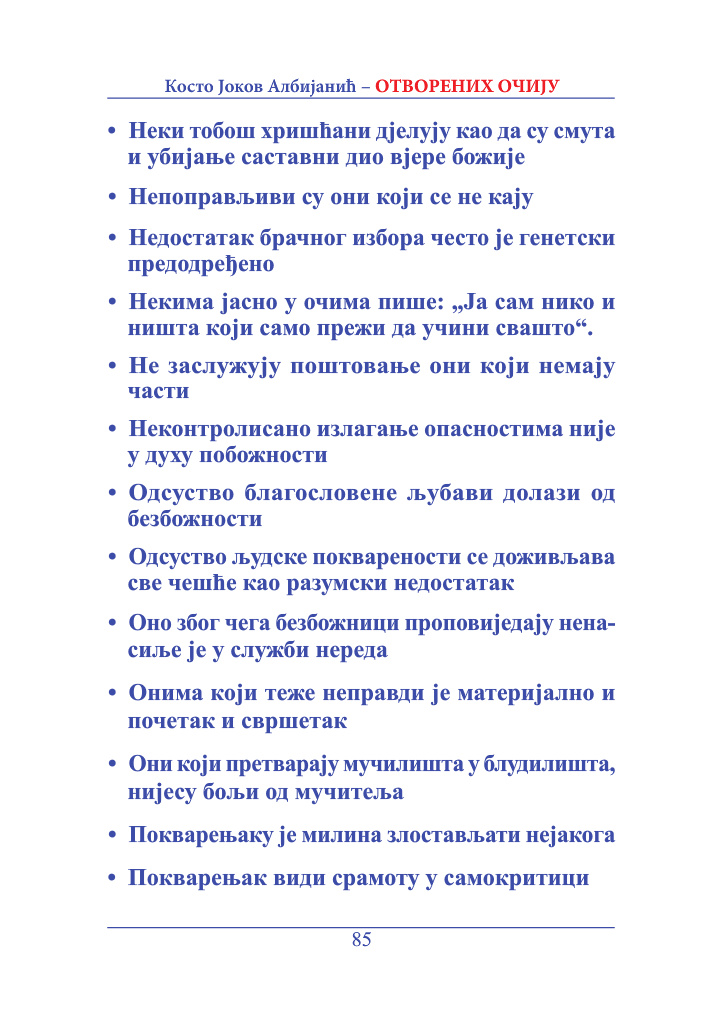 Косто Јоков Албијанић – ОТВОРЕНИХ ОЧИЈУ
• Неки тобош хришћани дјелују као да су смута
и убијање саставни дио вјере божије
• Непоправљиви су они који се не кају
• Недостатак брачног избора често је генетски
предодређено
• Некима јасно у очима пише: „Ја сам нико и
ништа који само прежи да учини свашто“.
• Не заслужују поштовање они који немају
части
• Неконтролисано излагање опасностима није
у духу побожности
• Одсуство благословене љубави долази од
безбожности
• Одсуство људске покварености се доживљава
све чешће као разумски недостатак
• Оно због чега безбожници проповиједају нена-
сиље је у служби нереда
• Онима који теже неправди је материјално и
почетак и свршетак
• Они који претварају мучилишта у блудилишта,
нијесу бољи од мучитеља
• Покварењаку је милина злостављати нејакога
• Покварењак види срамоту у самокритици
85